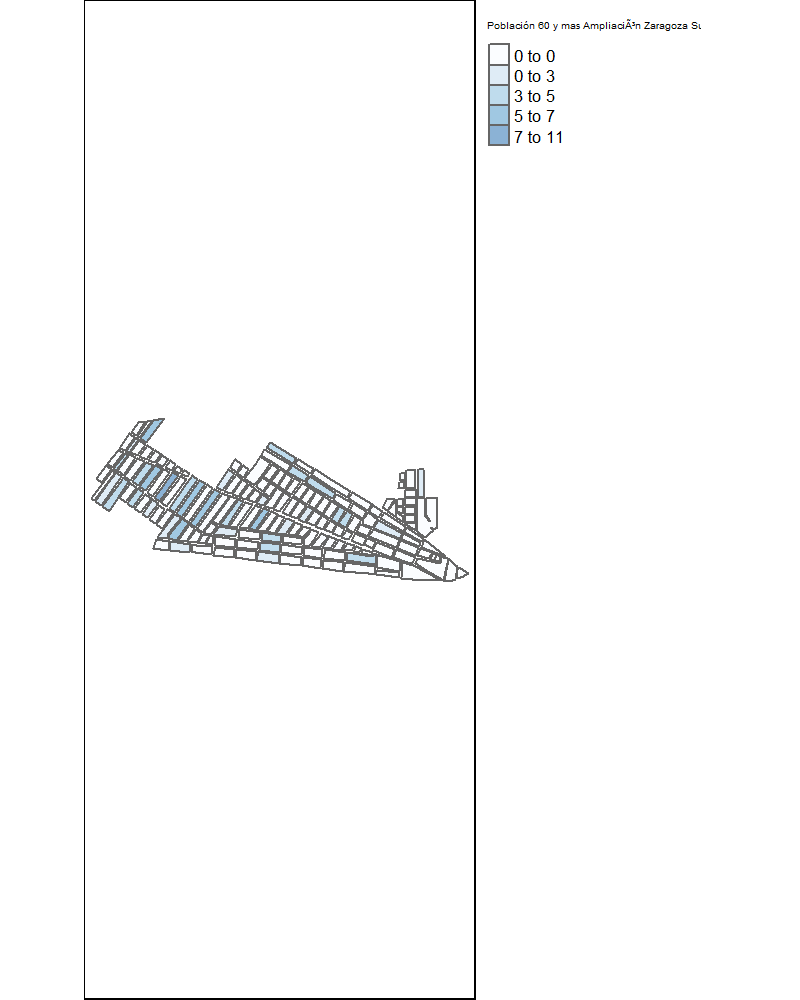 Población 60 y mas AmpliaciÃ³n Zaragoza Su
0 to 0
0 to 3
3 to 5
5 to 7
7 to 11